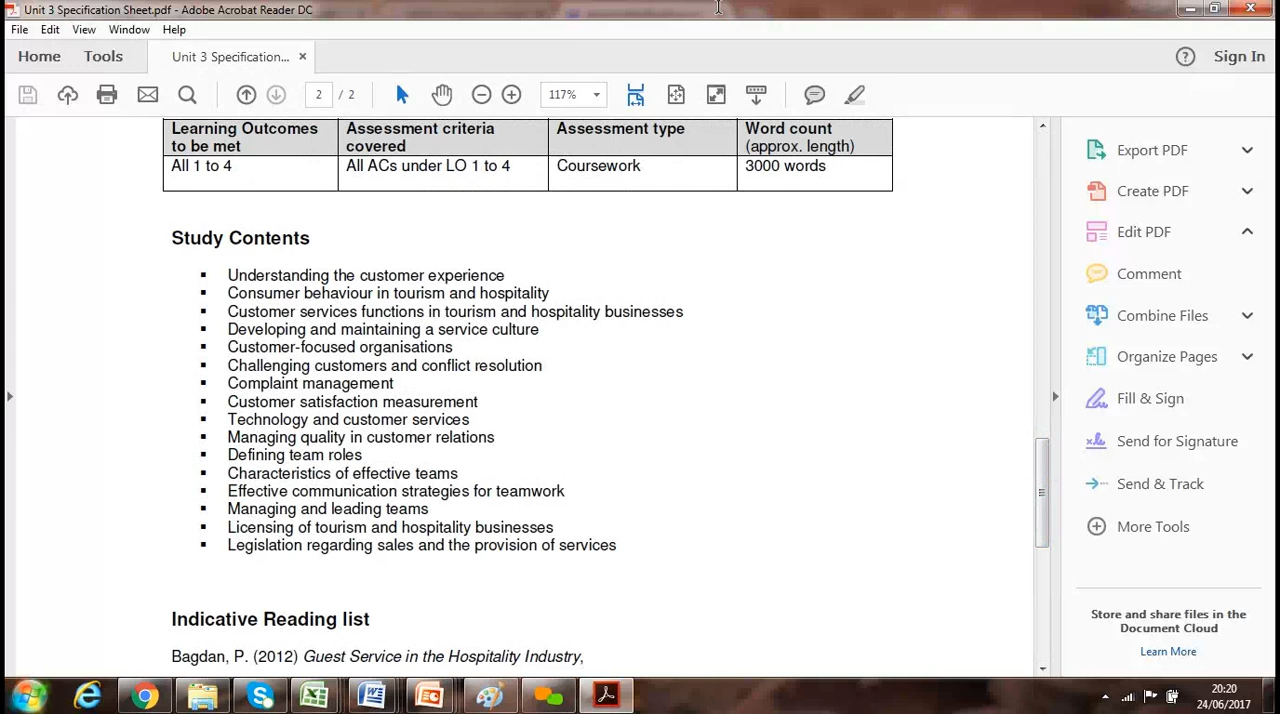 Unit 3 Specification Sheet.pdf - Adobe Acrobat Reader DC
File Edit View Window Help
Home Tools Unit 3 Specification... × ? Sign In
2 / 2 117%
Learning Outcomes to be met
Assessment criteria covered
Assessment type
Word count (approx. length)
All 1 to 4
All ACs under LO 1 to 4
Coursework
3000 words
Study Contents
▪ Understanding the customer experience
▪ Consumer behaviour in tourism and hospitality
▪ Customer services functions in tourism and hospitality businesses
▪ Developing and maintaining a service culture
▪ Customer-focused organisations
▪ Challenging customers and conflict resolution
▪ Complaint management
▪ Customer satisfaction measurement
▪ Technology and customer services
▪ Managing quality in customer relations
▪ Defining team roles
▪ Characteristics of effective teams
▪ Effective communication strategies for teamwork
▪ Managing and leading teams
▪ Licensing of tourism and hospitality businesses
▪ Legislation regarding sales and the provision of services
Indicative Reading list
Bagdan, P. (2012) Guest Service in the Hospitality Industry,
Export PDF
Create PDF
Edit PDF
Comment
Combine Files
Organize Pages
Fill & Sign
Send for Signature
Send & Track
More Tools
Store and share files in the
Document Cloud
Learn More
20:20
24/06/2017